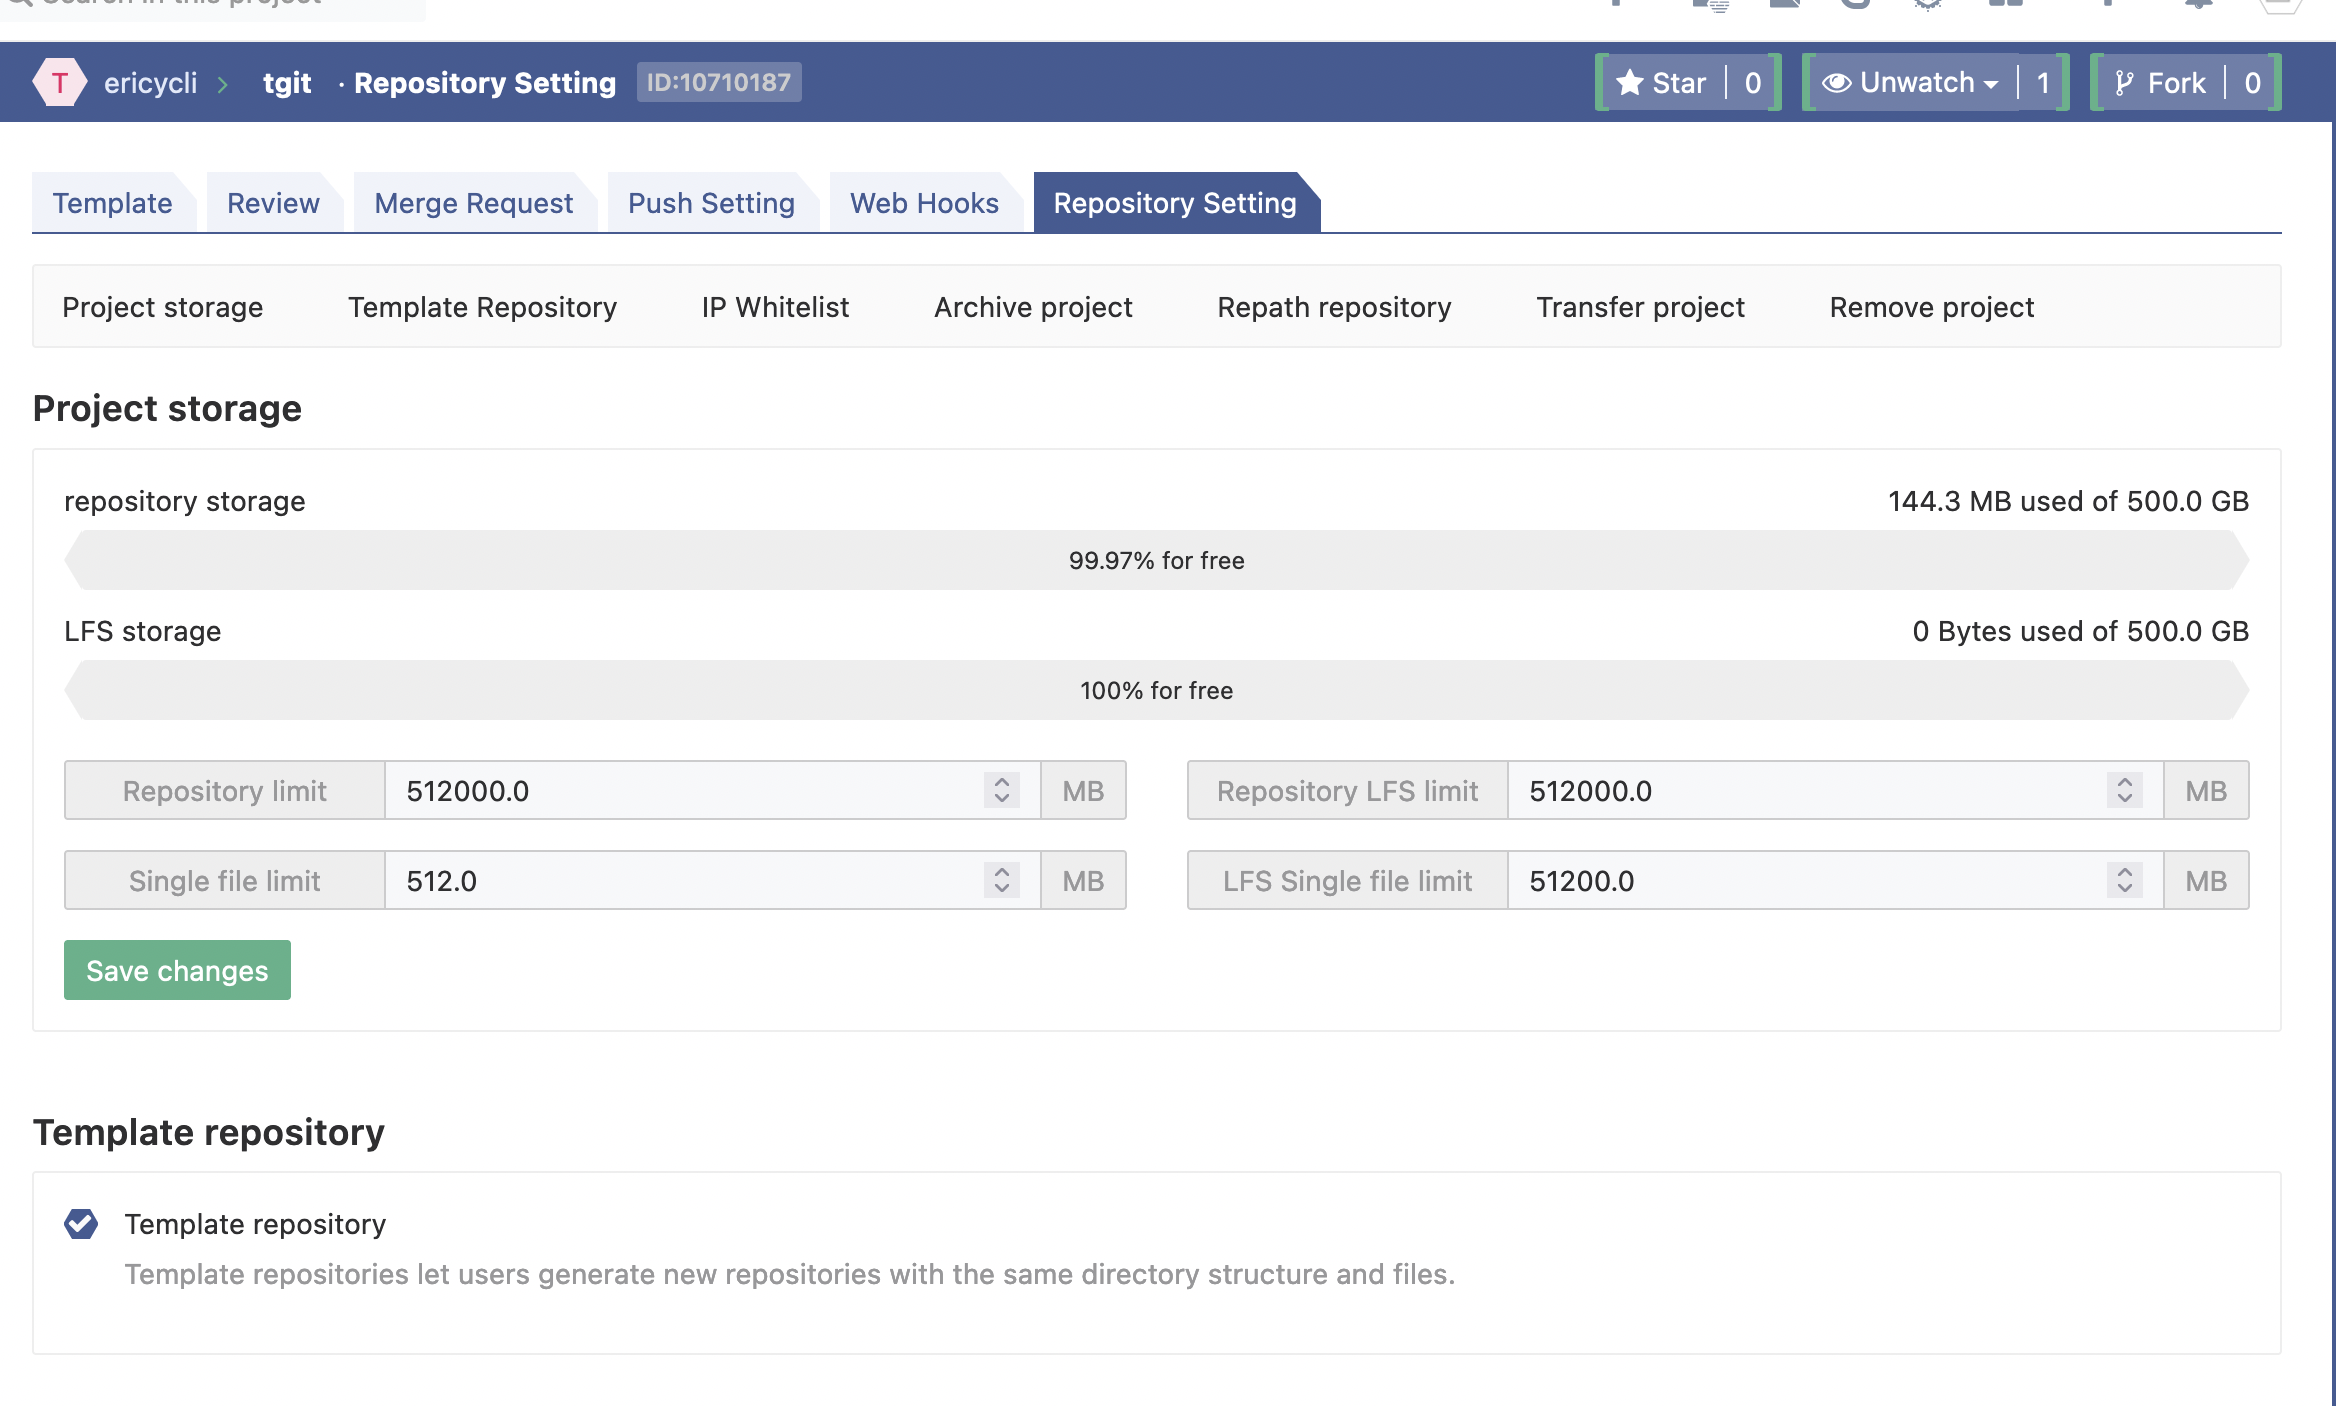 Search in this project
T ericycli > tgit · Repository Setting ID:10710187 Star 0 Unwatch 1 Fork 0
Template Review Merge Request Push Setting Web Hooks Repository Setting
Project storage Template Repository IP Whitelist Archive project Repath repository Transfer project Remove project
Project storage
repository storage 144.3 MB used of 500.0 GB
99.97% for free
LFS storage 0 Bytes used of 500.0 GB
100% for free
Repository limit 512000.0 MB Repository LFS limit 512000.0 MB
Single file limit 512.0 MB LFS Single file limit 51200.0 MB
Save changes
Template repository
Template repository
Template repositories let users generate new repositories with the same directory structure and files.